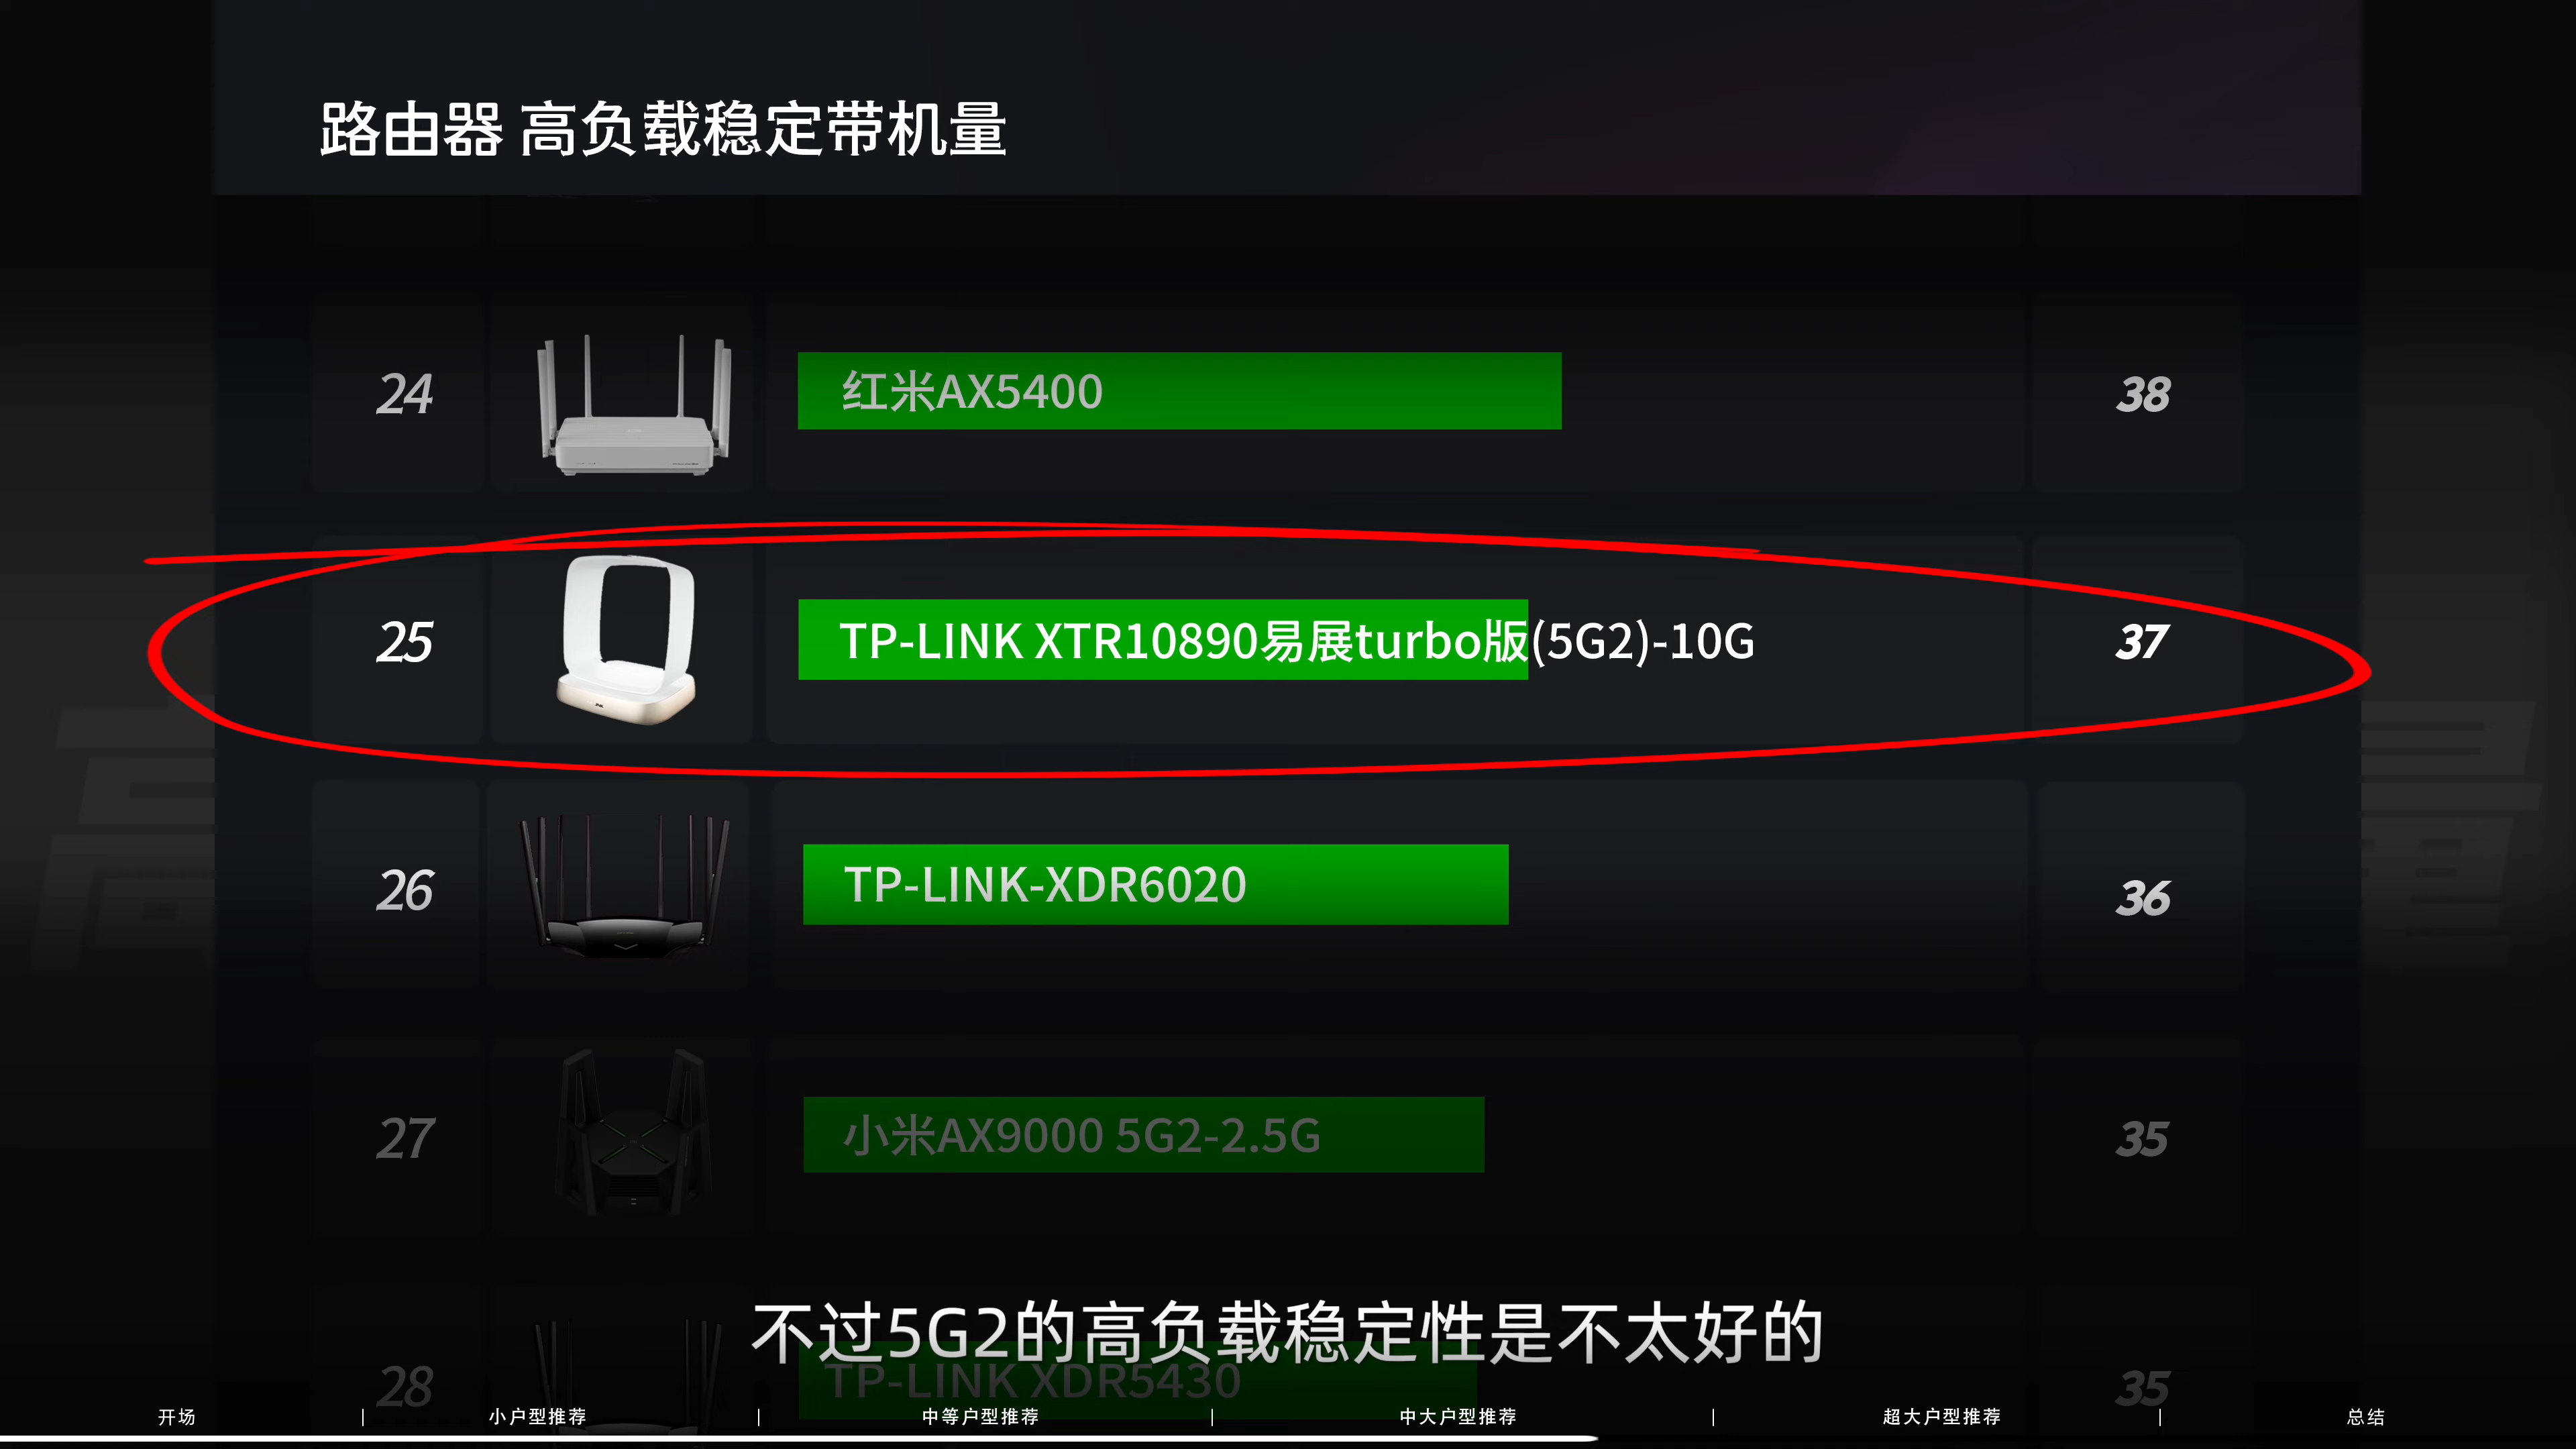 路由器 高负载稳定带机量
24
红米AX5400
38
25
TP-LINK XTR10890易展turbo版(5G2)-10G
37
26
TP-LINK-XDR6020
36
27
小米AX9000 5G2-2.5G
35
不过5G2的高负载稳定性是不太好的
28
TP-LINK XDR5430
35
开场 | 小户型推荐 | 中等户型推荐 | 中大户型推荐 | 超大户型推荐 | 总结